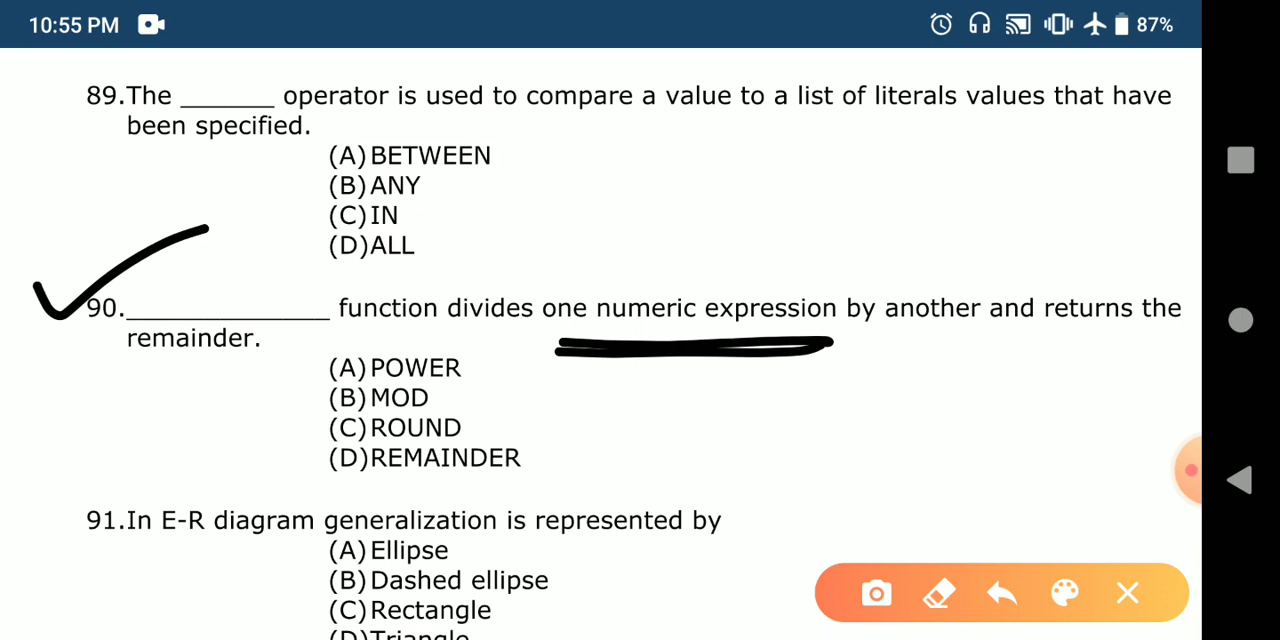 10:55 PM 87%
89.The _______ operator is used to compare a value to a list of literals values that have
been specified.
(A)BETWEEN
(B)ANY
(C)IN
(D)ALL
90._______________ function divides one numeric expression by another and returns the
remainder.
(A)POWER
(B)MOD
(C)ROUND
(D)REMAINDER
91.In E-R diagram generalization is represented by
(A)Ellipse
(B)Dashed ellipse
(C)Rectangle
(D)Triangle